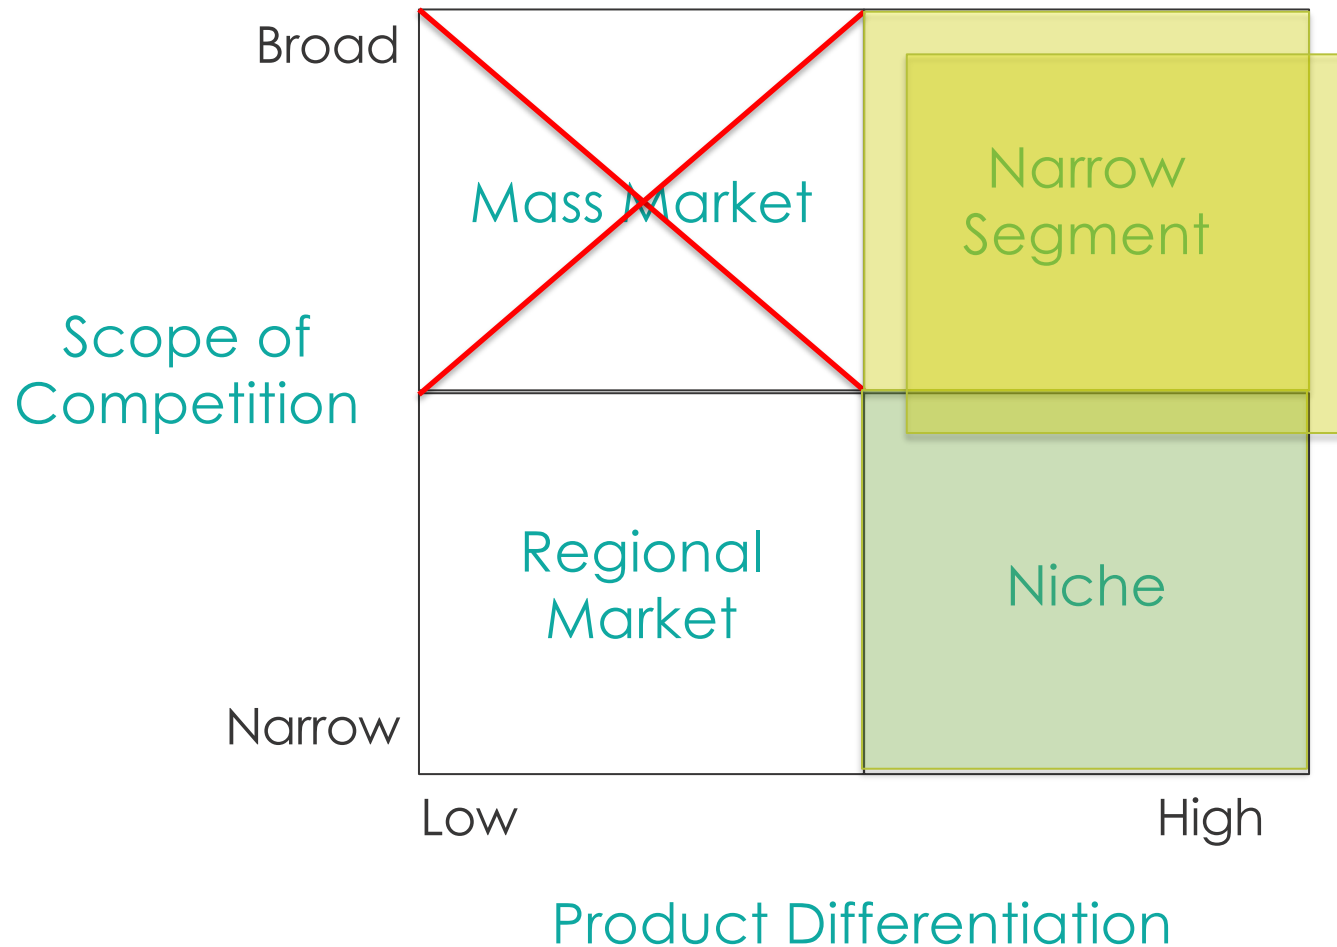 Broad
Mass Market
Narrow
Segment
Scope of
Competition
Regional
Market
Niche
Narrow
Low
High
Product Differentiation